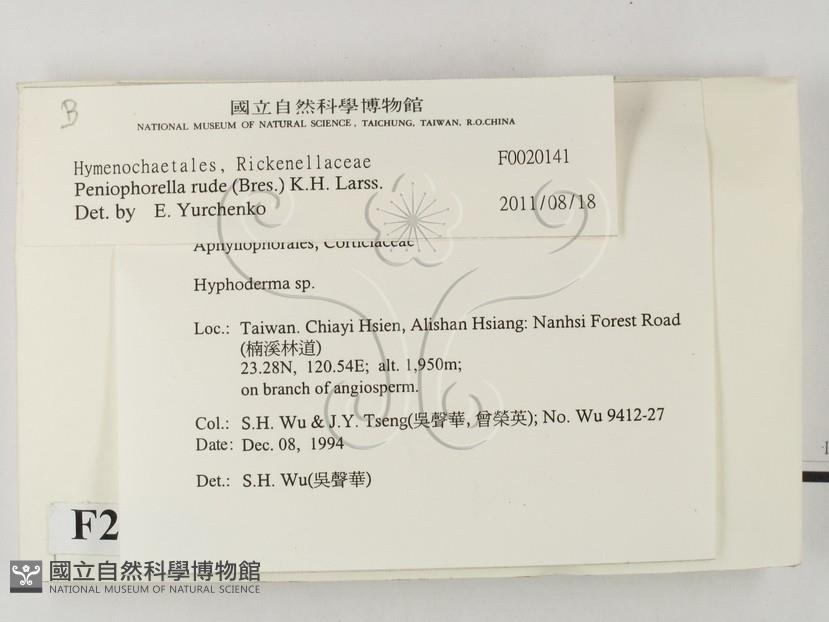 B
國立自然科學博物館
NATIONAL MUSEUM OF NATURAL SCIENCE, TAICHUNG, TAIWAN, R.O.CHINA
Hymenochaetales, Rickenellaceae F0020141
Peniophorella rude (Bres.) K.H. Larss.
Det. by E. Yurchenko 2011/08/18
Aphyllophorales, Corticiaceae
Hyphoderma sp.
Loc.: Taiwan. Chiayi Hsien, Alishan Hsiang: Nanhsi Forest Road
(楠溪林道)
23.28N, 120.54E; alt. 1,950m;
on branch of angiosperm.
Col.: S.H. Wu & J.Y. Tseng(吳聲華, 曾榮英); No. Wu 9412-27
Date: Dec. 08, 1994
Det.: S.H. Wu(吳聲華)
F2
國立自然科學博物館
NATIONAL MUSEUM OF NATURAL SCIENCE